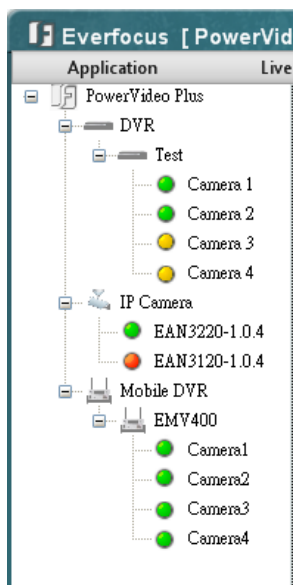 Everfocus [ PowerVid
Application Live
PowerVideo Plus
DVR
Test
Camera 1
Camera 2
Camera 3
Camera 4
IP Camera
EAN3220-1.0.4
EAN3120-1.0.4
Mobile DVR
EMV400
Camera1
Camera2
Camera3
Camera4